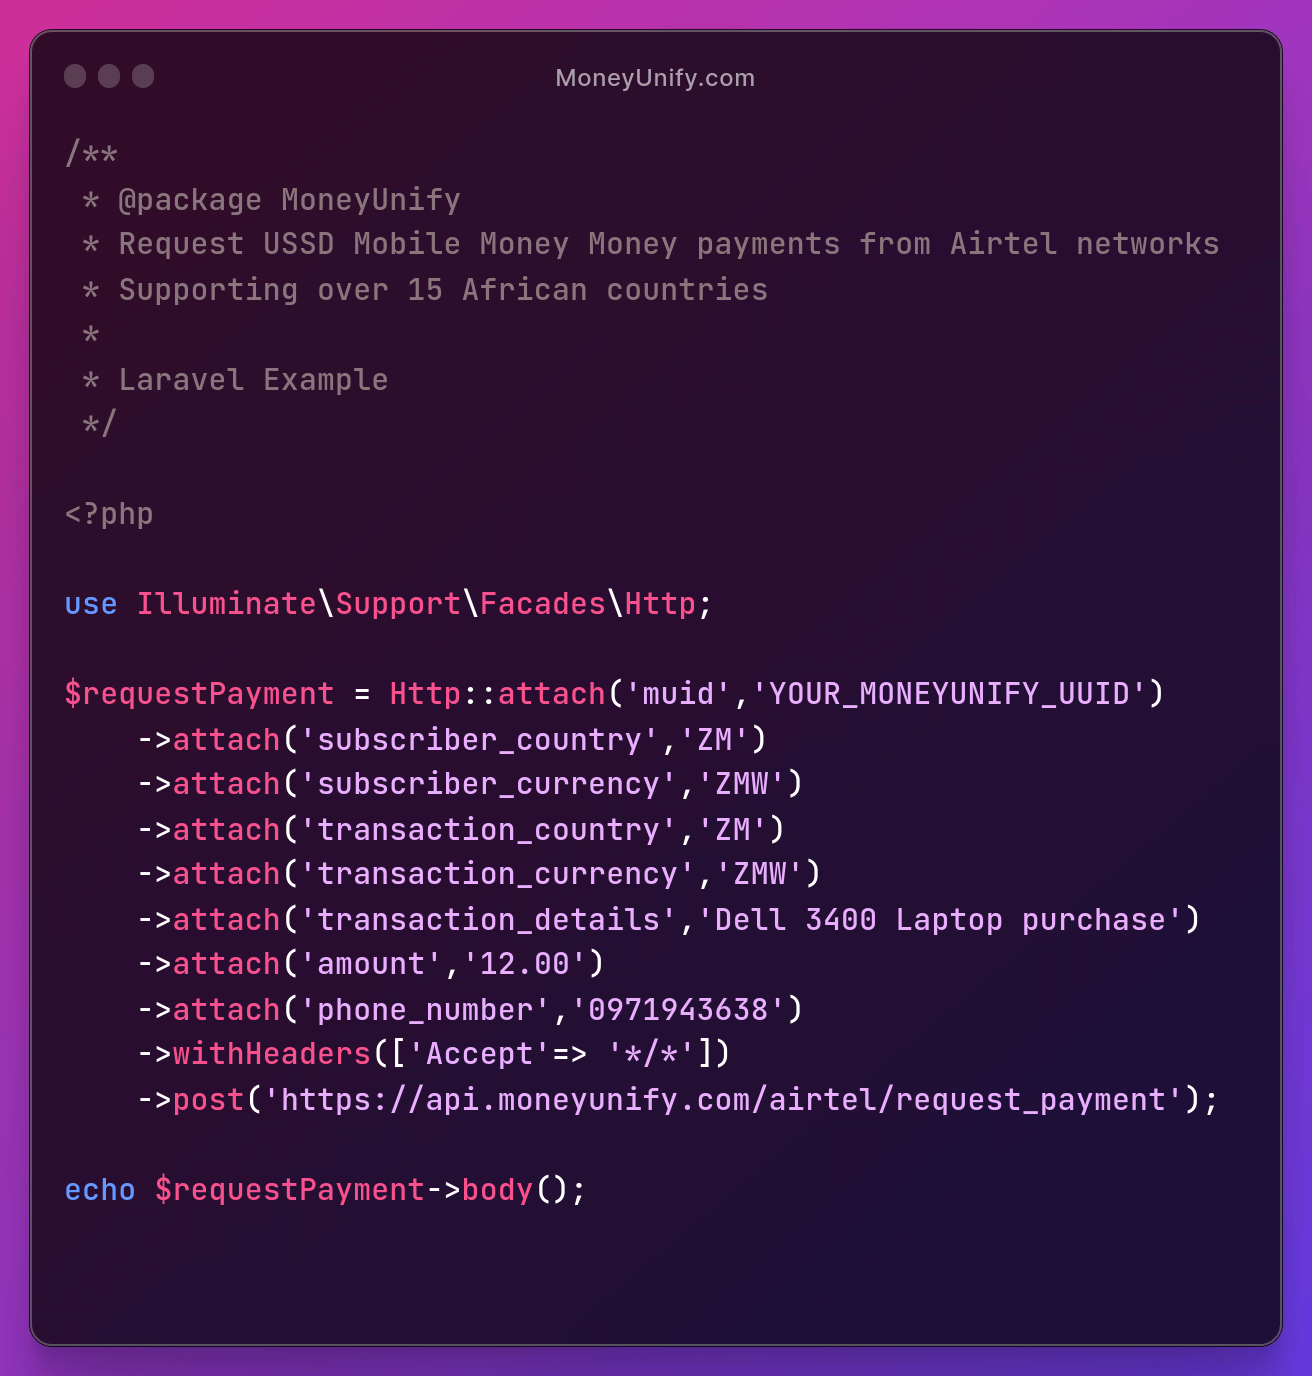 MoneyUnify.com
/**
 * @package MoneyUnify
 * Request USSD Mobile Money Money payments from Airtel networks
 * Supporting over 15 African countries
 *
 * Laravel Example
 */
<?php
use Illuminate\Support\Facades\Http;
$requestPayment = Http::attach('muid','YOUR_MONEYUNIFY_UUID')
    ->attach('subscriber_country','ZM')
    ->attach('subscriber_currency','ZMW')
    ->attach('transaction_country','ZM')
    ->attach('transaction_currency','ZMW')
    ->attach('transaction_details','Dell 3400 Laptop purchase')
    ->attach('amount','12.00')
    ->attach('phone_number','0971943638')
    ->withHeaders(['Accept'=> '*/*'])
    ->post('https://api.moneyunify.com/airtel/request_payment');
echo $requestPayment->body();